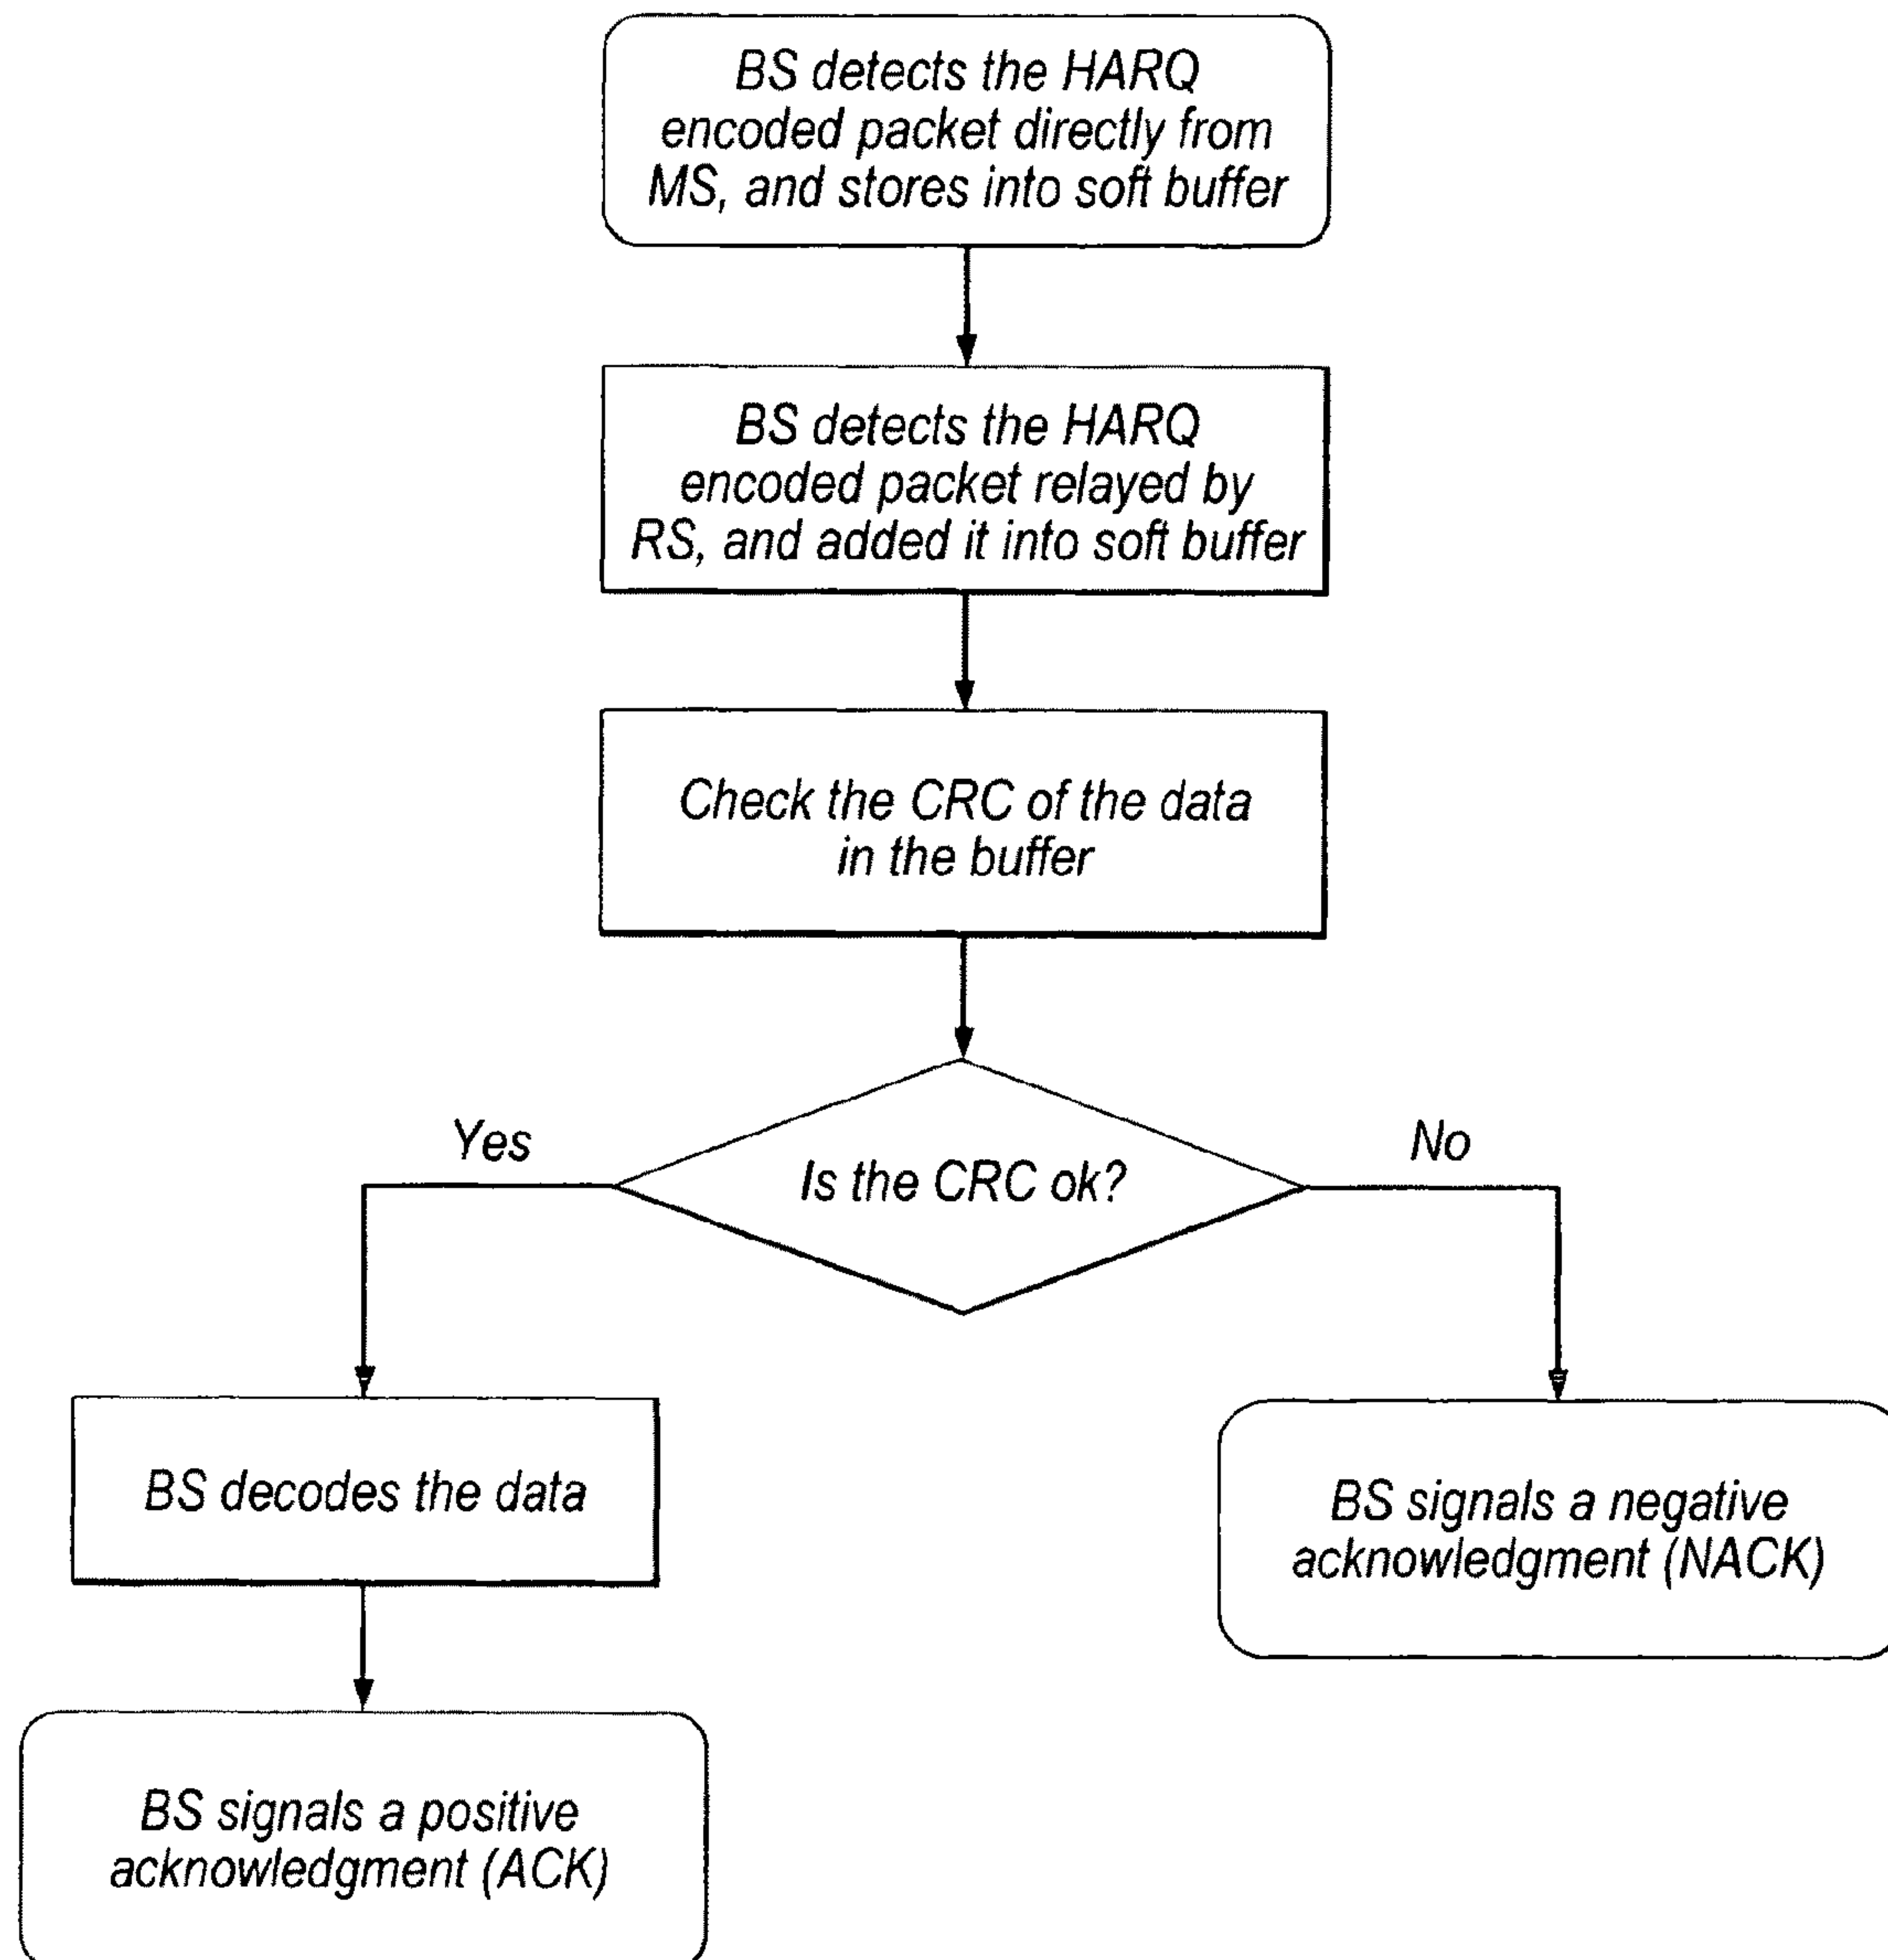 BS detects the HARQ
encoded packet directly from
MS, and stores into soft buffer
BS detects the HARQ
encoded packet relayed by
RS, and added it into soft buffer
Check the CRC of the data
in the buffer
Is the CRC ok?
Yes
No
BS decodes the data
BS signals a negative
acknowledgment (NACK)
BS signals a positive
acknowledgment (ACK)